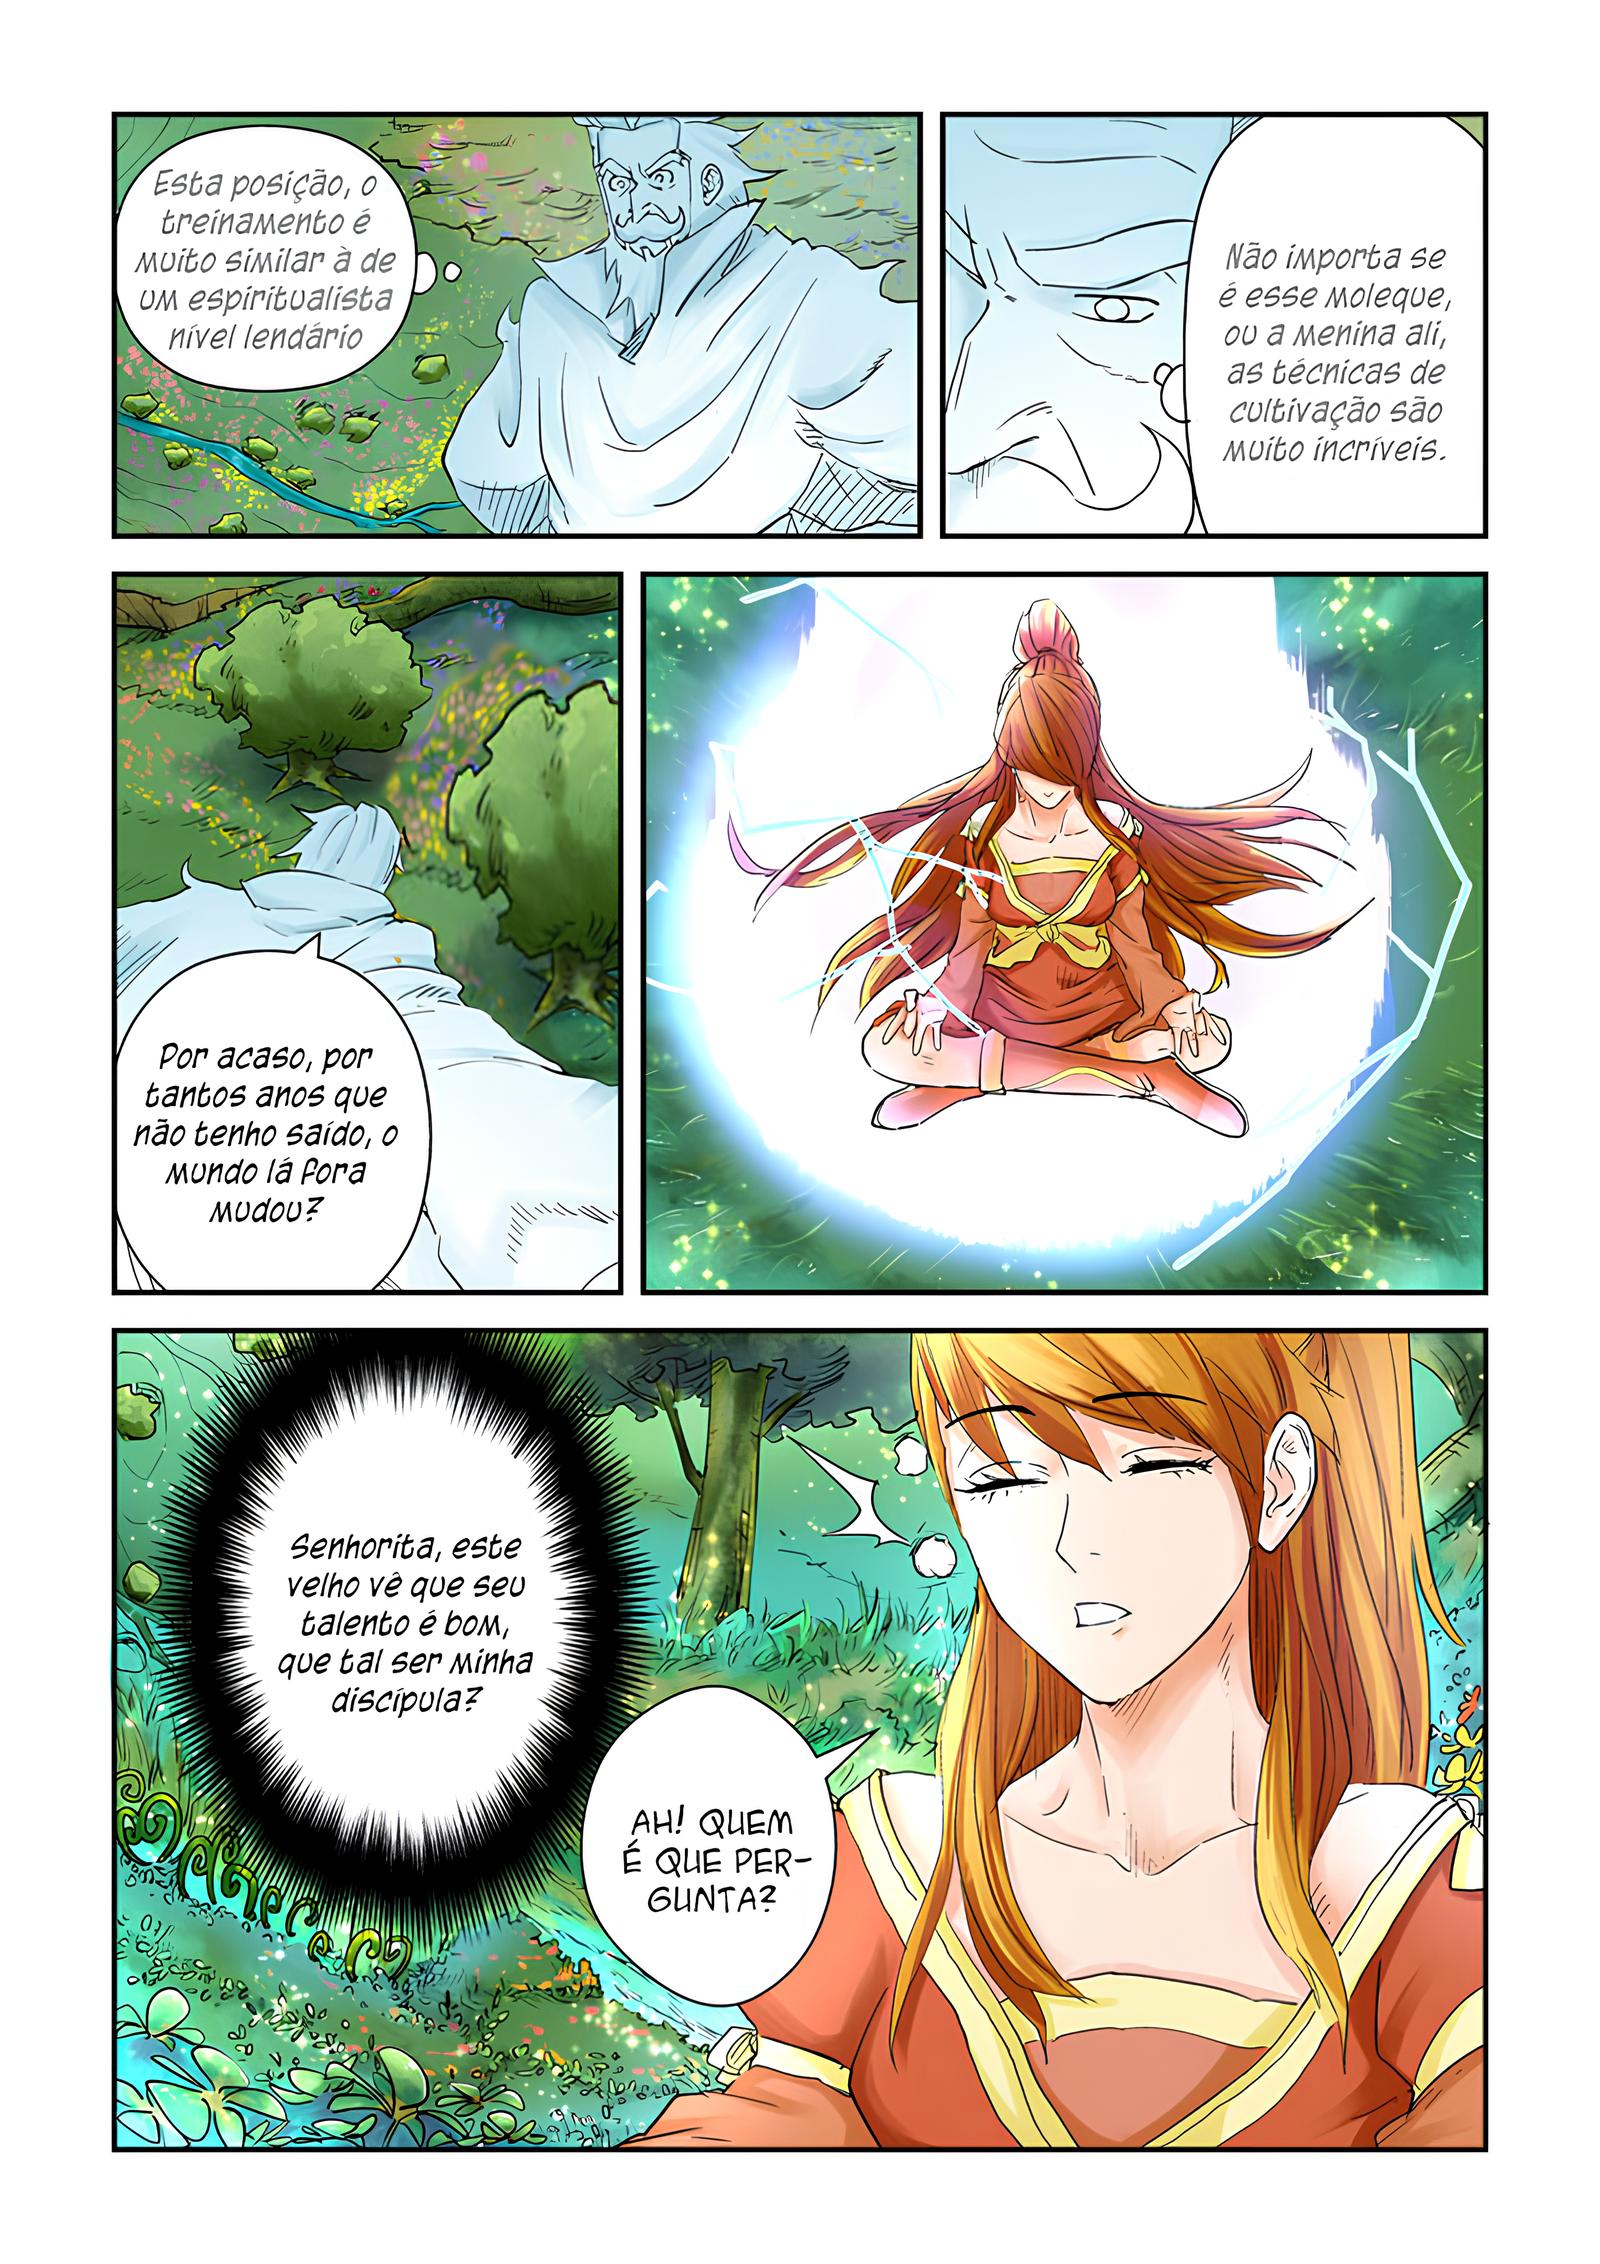 Esta posição, o
treinamento é
muito similar à de
um espiritualista
nível lendário
Não importa se
é esse moleque,
ou a menina ali,
as técnicas de
cultivação são
muito incríveis.
Por acaso, por
tantos anos que
não tenho saído, o
mundo lá fora
mudou?
Senhorita, este
velho vê que seu
talento é bom,
que tal ser minha
discípula?
AH! QUEM
É QUE PER-
GUNTA?